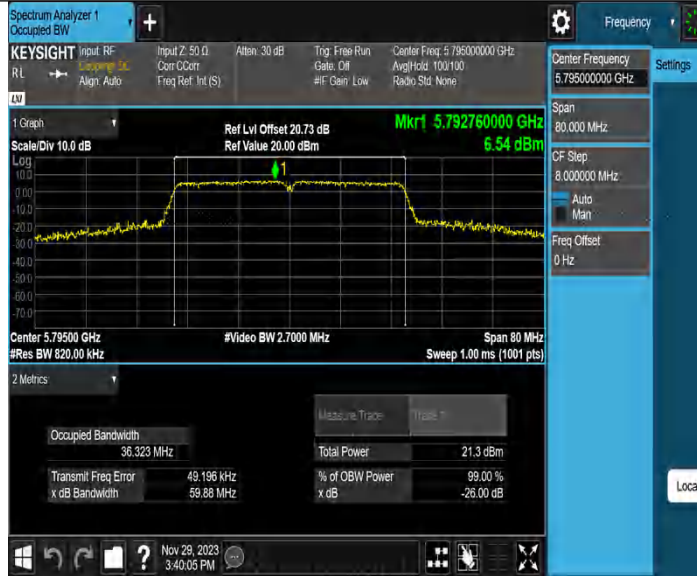 Spectrum Analyzer 1
Occupied BW
+
Frequency
KEYSIGHT
Input: RF
Coupling: DC
Align: Auto
Input Z: 50 Ω
Corr CCorr
Freq Ref: Int (S)
Atten: 30 dB
Trig: Free Run
Gate: Off
#IF Gain: Low
Center Freq: 5.795000000 GHz
Avg|Hold: 100/100
Radio Std: None
RL
Center Frequency
5.795000000 GHz
Settings
Span
80.000 MHz
CF Step
8.000000 MHz
Auto
Man
Freq Offset
0 Hz
1 Graph
Scale/Div 10.0 dB
Ref Lvl Offset 20.73 dB
Ref Value 20.00 dBm
Mkr1 5.792760000 GHz
6.54 dBm
Log
10.0
0.00
-10.0
-20.0
-30.0
-40.0
-50.0
-60.0
-70.0
1
Center 5.79500 GHz
#Res BW 820.00 kHz
#Video BW 2.7000 MHz
Span 80 MHz
Sweep 1.00 ms (1001 pts)
2 Metrics
Measure Trace
Trace 1
Occupied Bandwidth
36.323 MHz
Total Power
21.3 dBm
Transmit Freq Error
49.196 kHz
% of OBW Power
99.00 %
x dB Bandwidth
59.88 MHz
x dB
-26.00 dB
Loca
?
Nov 29, 2023
3:40:05 PM